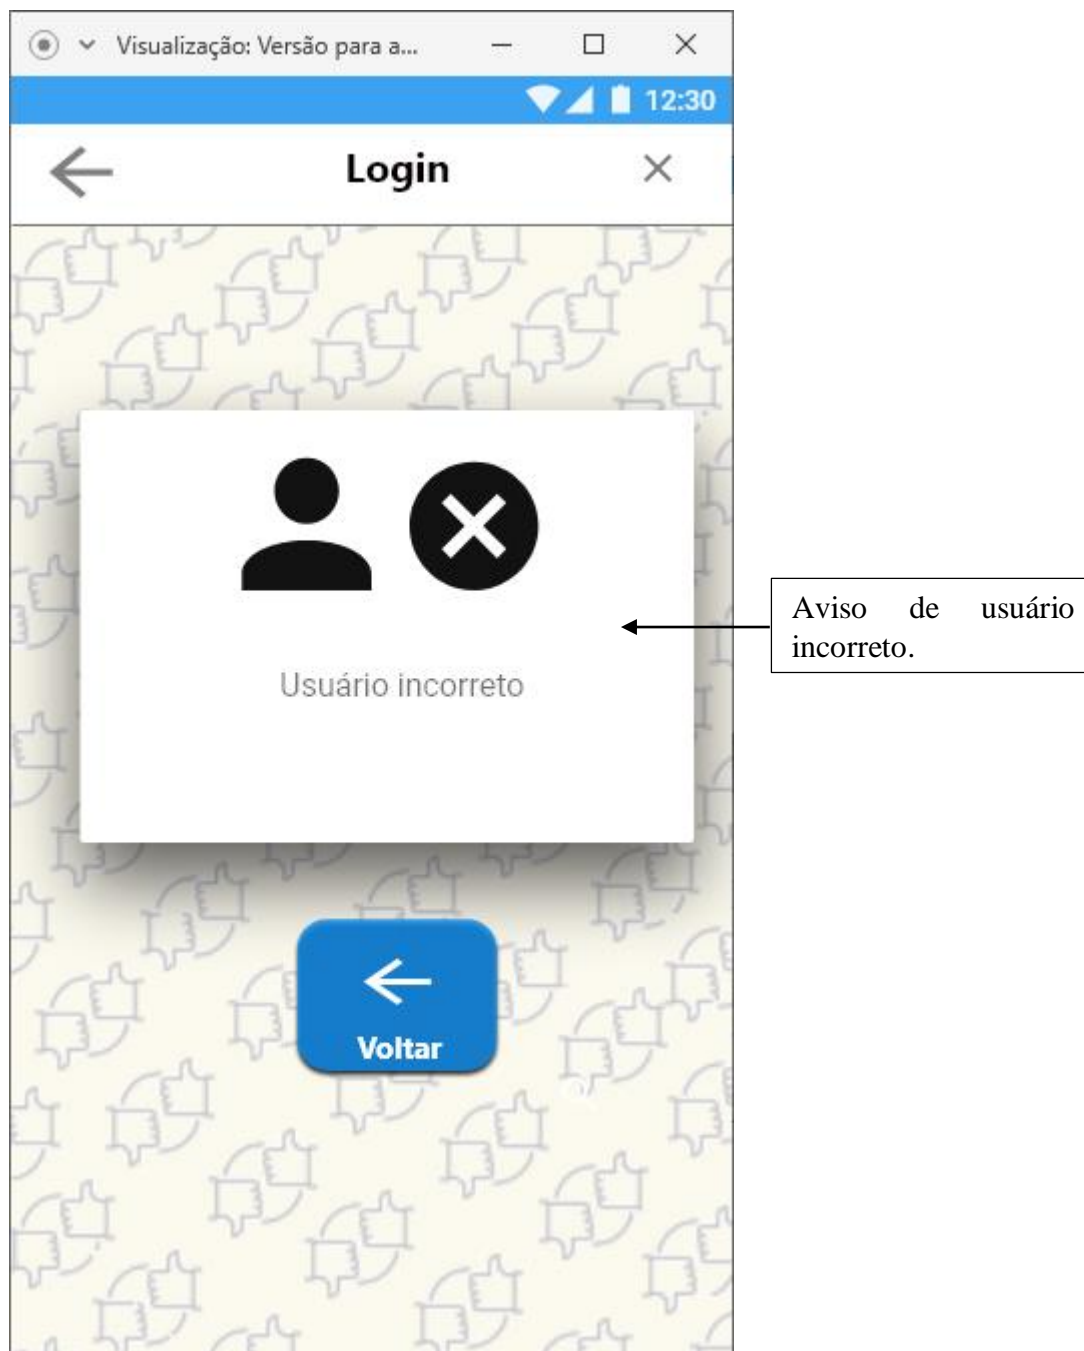 Visualização: Versão para a...
12:30
Login
Usuário incorreto
Aviso de usuário
incorreto.
Voltar